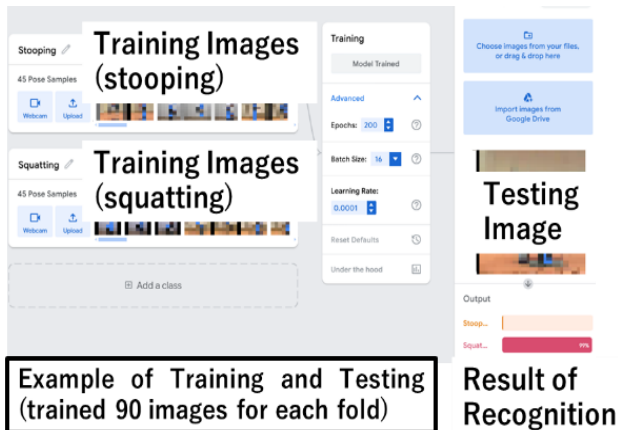 Stooping
Training Images
(stooping)
45 Pose Samples
Webcam
Upload
Squatting
Training Images
(squatting)
45 Pose Samples
Webcam
Upload
Add a class
Training
Model Trained
Advanced
Epochs: 200
Batch Size: 16
Learning Rate:
0.0001
Reset Defaults
Under the hood
Choose images from your files,
or drag & drop here
Import images from
Google Drive
Testing
Image
Output
Stoop...
Squat...
99%
Example of Training and Testing
(trained 90 images for each fold)
Result of
Recognition